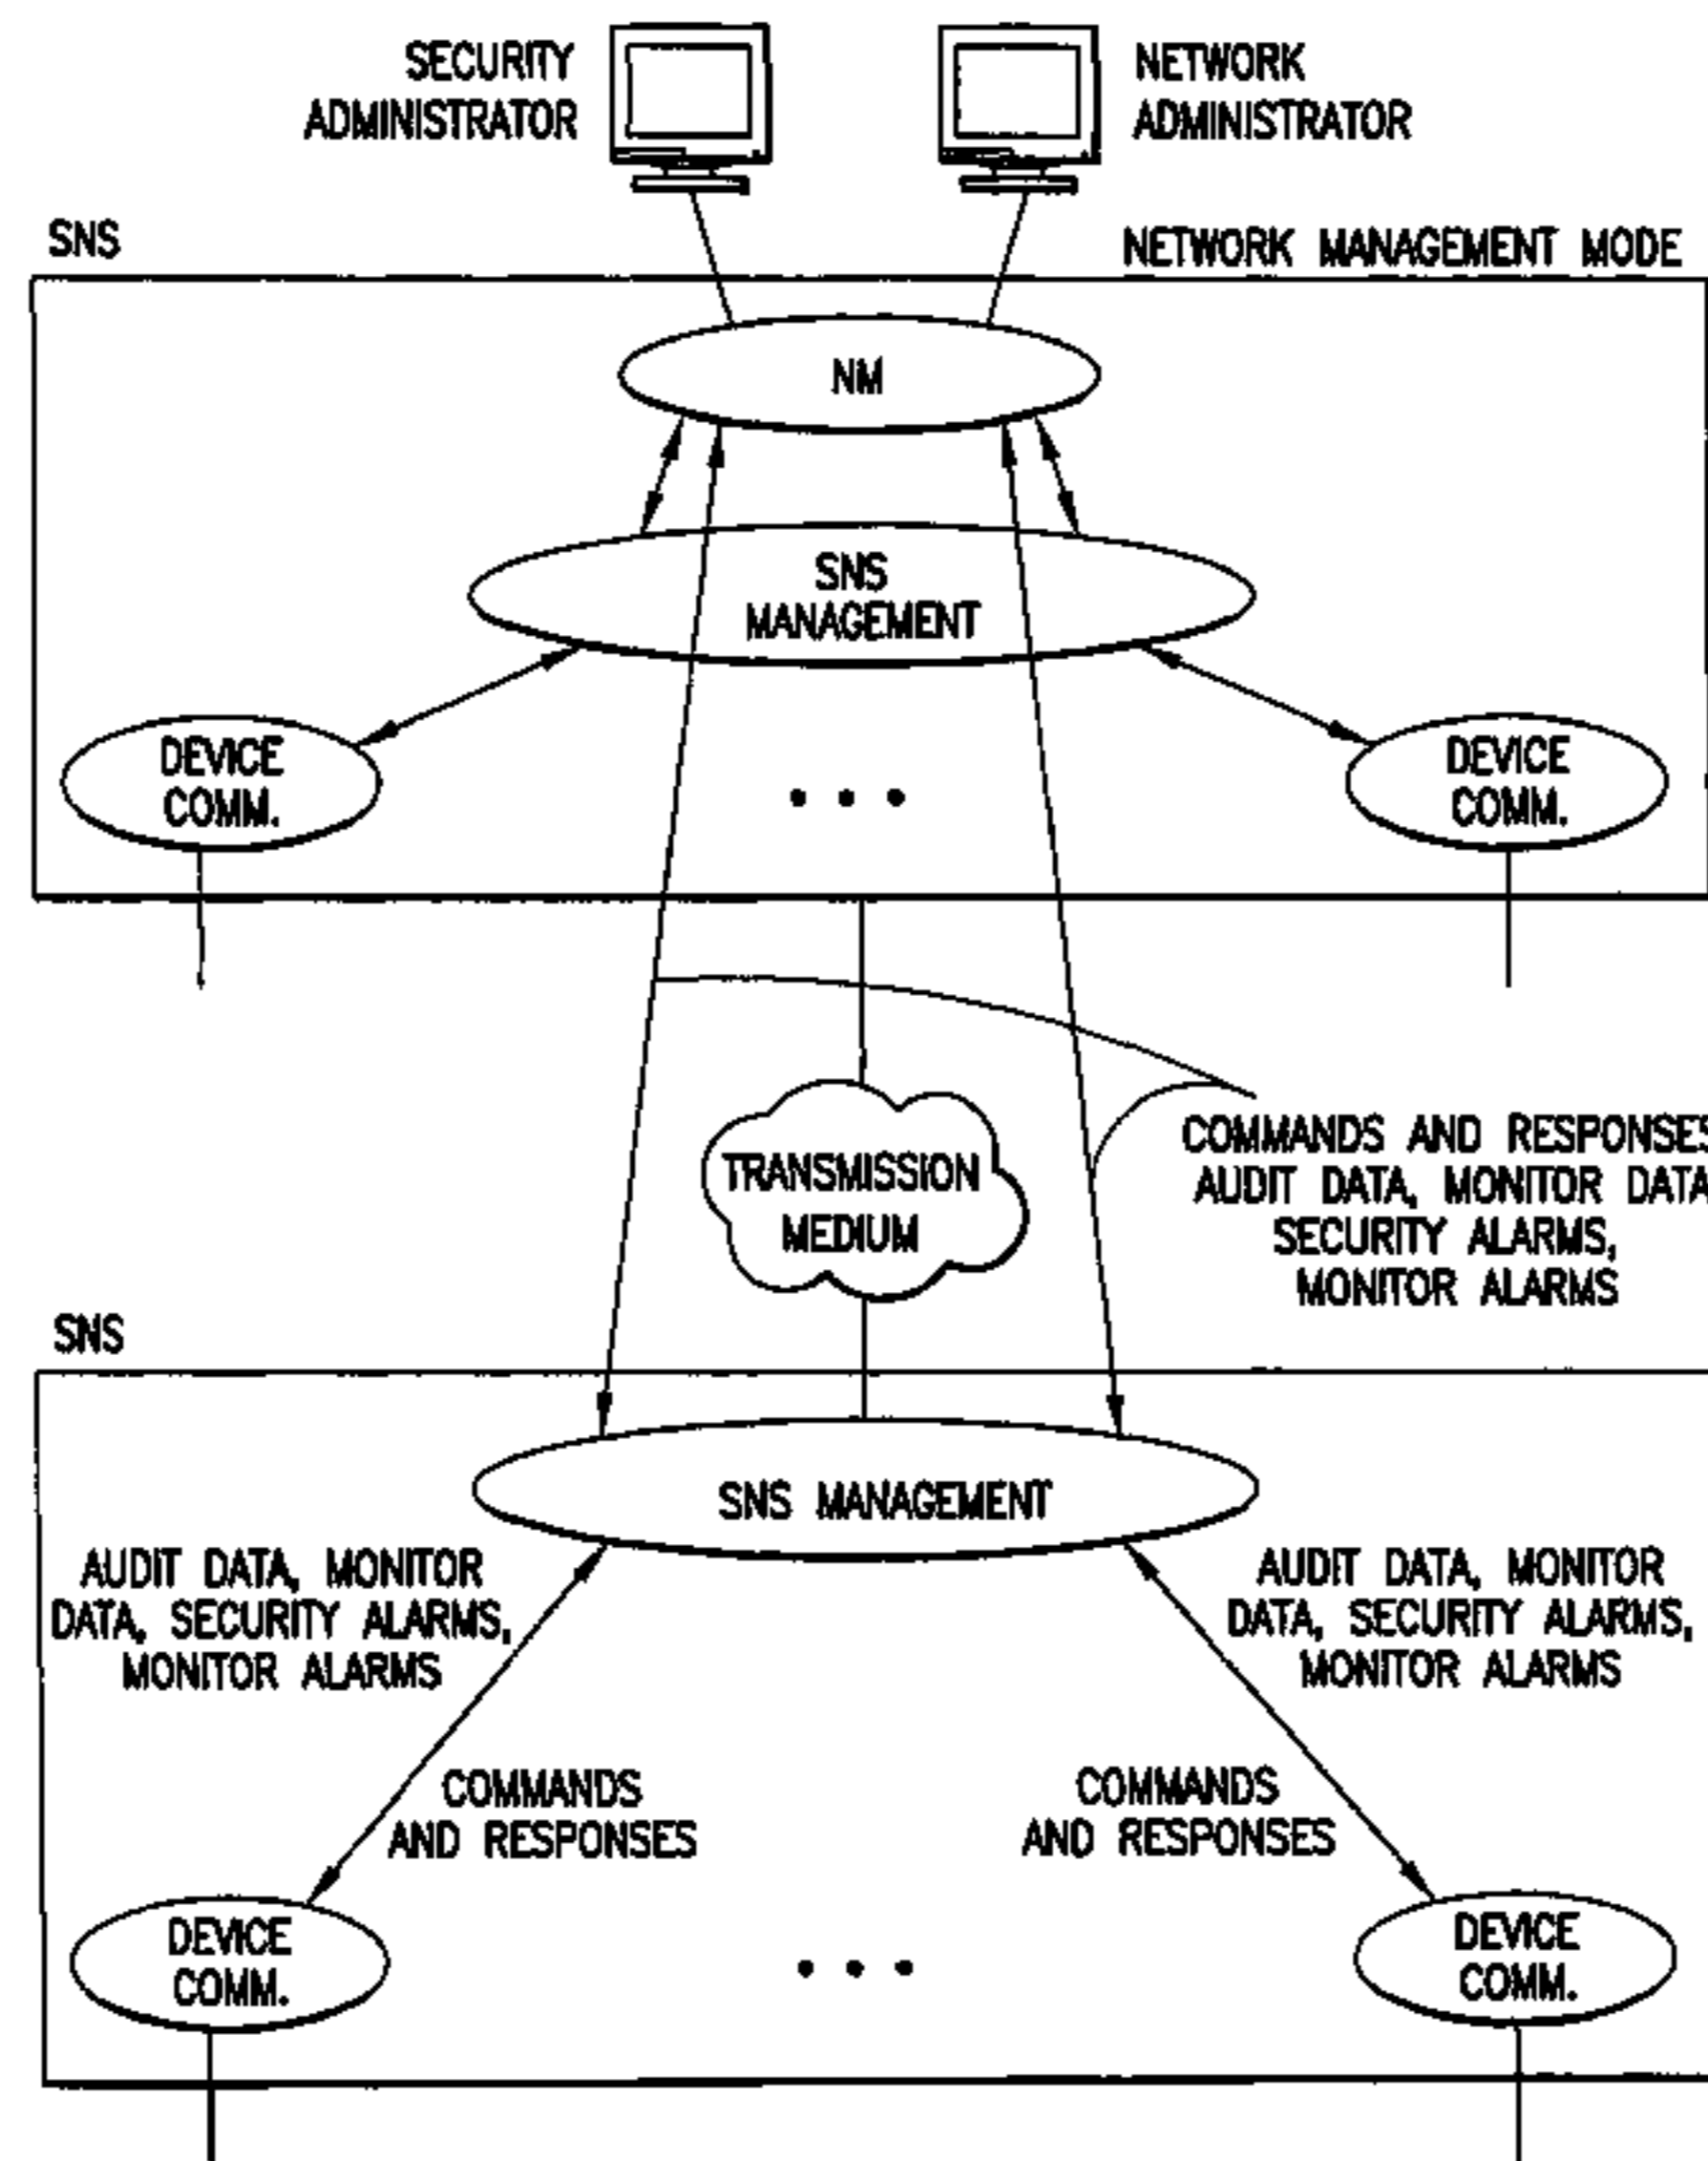 SECURITY
ADMINISTRATOR
NETWORK
ADMINISTRATOR
SNS
NETWORK MANAGEMENT MODE
NM
SNS
MANAGEMENT
DEVICE
COMM.
DEVICE
COMM.
TRANSMISSION
MEDIUM
COMMANDS AND RESPONSES
AUDIT DATA, MONITOR DATA
SECURITY ALARMS,
MONITOR ALARMS
SNS
SNS MANAGEMENT
AUDIT DATA, MONITOR
DATA, SECURITY ALARMS,
MONITOR ALARMS
AUDIT DATA, MONITOR
DATA, SECURITY ALARMS,
MONITOR ALARMS
COMMANDS
AND RESPONSES
COMMANDS
AND RESPONSES
DEVICE
COMM.
DEVICE
COMM.